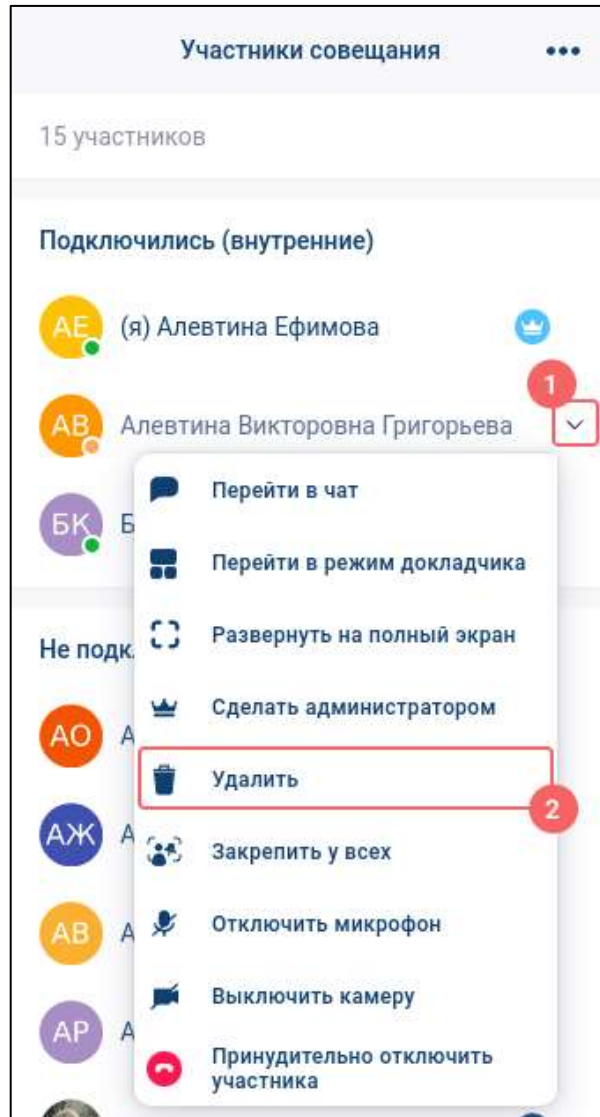 Участники совещания
15 участников
Подключились (внутренние)
АЕ (я) Алевтина Ефимова
1
АВ Алевтина Викторовна Григорьева
Перейти в чат
БК Б
Перейти в режим докладчика
Развернуть на полный экран
Не подк
Сделать администратором
АО А
Удалить
2
АЖ А
Закрепить у всех
АВ А
Отключить микрофон
Выключить камеру
АР А
Принудительно отключить
участника